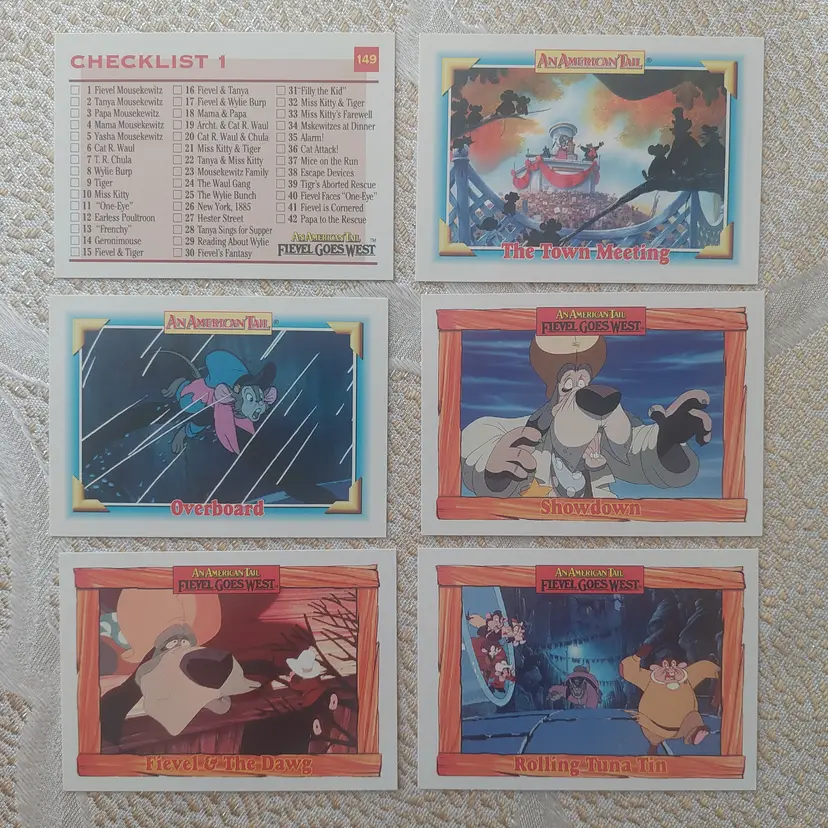 CHECKLIST 1
149
1 Fievel Mousekewitz
2 Tanya Mousekewitz
3 Papa Mousekewitz
4 Mama Mousekewitz
5 Yasha Mousekewitz
6 Cat R. Waul
7 T. R. Chula
8 Wylie Burp
9 Tiger
10 Miss Kitty
11 "One-Eye"
12 Earless Poultroon
13 "Frenchy"
14 Geronimouse
15 Fievel & Tiger
16 Fievel & Tanya
17 Fievel & Wylie Burp
18 Mama & Papa
19 Archt. & Cat R. Waul
20 Cat R. Waul & Chula
21 Miss Kitty & Tiger
22 Tanya & Miss Kitty
23 Mousekewitz Family
24 The Waul Gang
25 The Wylie Bunch
26 New York, 1885
27 Hester Street
28 Tanya Sings for Supper
29 Reading About Wylie
30 Fievel's Fantasy
31 "Filly the Kid"
32 Miss Kitty & Tiger
33 Miss Kitty's Farewell
34 Mskewitzes at Dinner
35 Alarm!
36 Cat Attack!
37 Mice on the Run
38 Escape Devices
39 Tigr's Aborted Rescue
40 Fievel Faces "One-Eye"
41 Fievel is Cornered
42 Papa to the Rescue
AN AMERICAN TAIL
FIEVEL GOES WEST™
AN AMERICAN TAIL®
The Town Meeting
AN AMERICAN TAIL®
Overboard
AN AMERICAN TAIL
FIEVEL GOES WEST
Showdown
AN AMERICAN TAIL
FIEVEL GOES WEST
Fievel & The Dawg
AN AMERICAN TAIL
FIEVEL GOES WEST
Rolling Tuna Tin